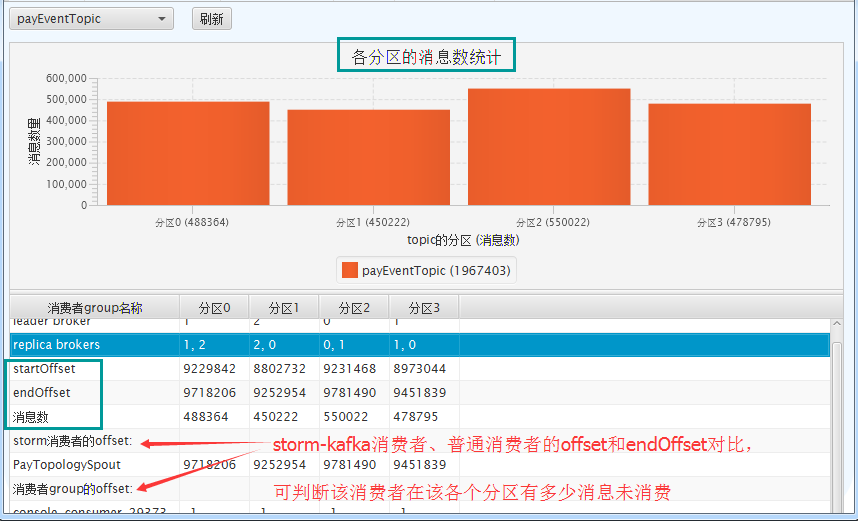 payEventTopic 刷新
各分区的消息数统计
消息数量
600,000
500,000
400,000
300,000
200,000
100,000
0
分区0 (488364) 分区1 (450222) 分区2 (550022) 分区3 (478795)
topic的分区 (消息数)
payEventTopic (1967403)
消费者group名称 分区0 分区1 分区2 分区3
leader broker 1 2 0 1
replica brokers 1, 2 2, 0 0, 1 1, 0
startOffset 9229842 8802732 9231468 8973044
endOffset 9718206 9252954 9781490 9451839
消息数 488364 450222 550022 478795
storm消费者的offset:
storm-kafka消费者、普通消费者的offset和endOffset对比，
PayTopologySpout 9718206 9252954 9781490 9451839
消费者group的offset:
可判断该消费者在该各个分区有多少消息未消费
console_consumer_29373